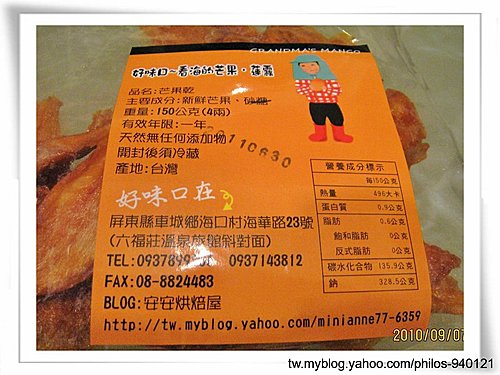 GRANDMA'S MANGO
好味口~看海的芒果‧蓮霧
品名:芒果乾
主要成分:新鮮芒果、砂糖
重量:150公克(4兩)
有效年限:一年
天然無任何添加物
110630
開封後須冷藏
產地:台灣
好味口在
屏東縣車城鄉海口村海華路23號
(六福莊溫泉旅館斜對面)
TEL:0937899 0937143812
FAX:08-8824483
BLOG:安安烘焙屋
http://tw.myblog.yahoo.com/minianne77-6359
營養成分標示
每150公克
熱量 496大卡
蛋白質 0.9公克
脂肪 0.6公克
飽和脂肪 0公克
反式脂肪 0公克
碳水化合物 135.9公克
鈉 328.5公克
2010/09/07
tw.myblog.yahoo.com/philos-940121